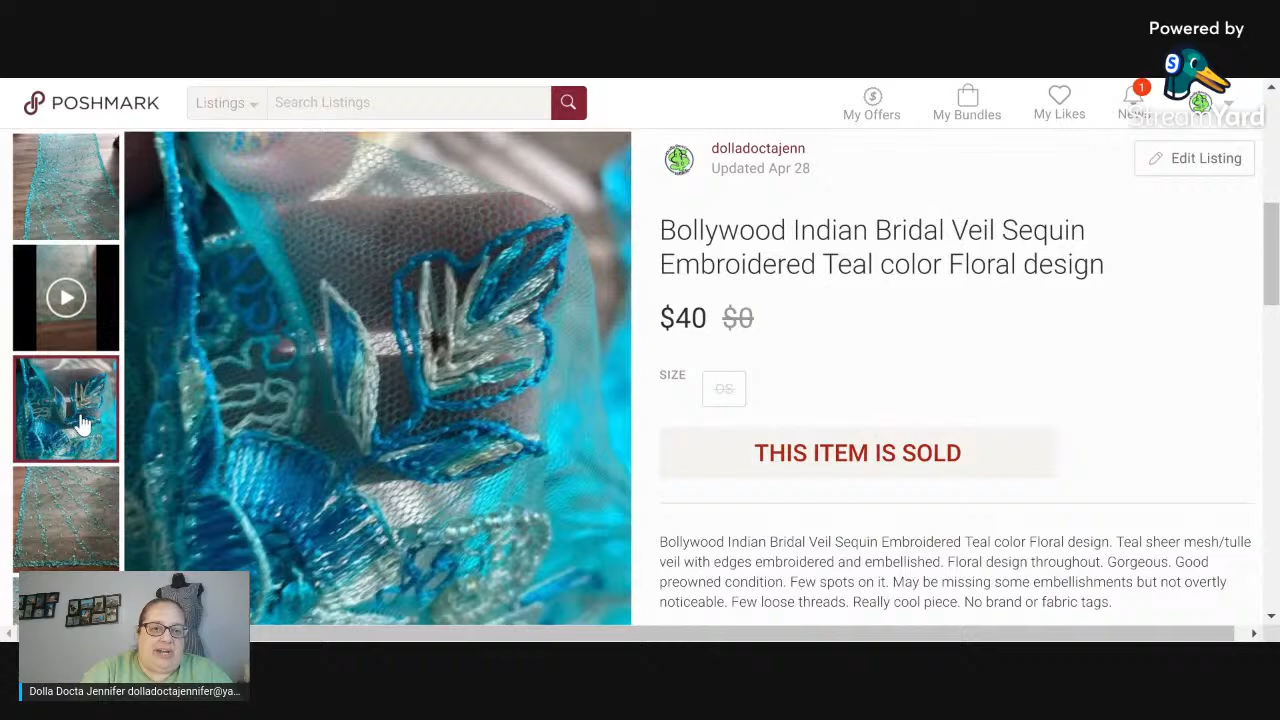 Powered by
StreamYard
POSHMARK
Listings
Search Listings
My Offers
My Bundles
My Likes
1
dolladoctajenn
Updated Apr 28
Edit Listing
Bollywood Indian Bridal Veil Sequin
Embroidered Teal color Floral design
$40 $0
SIZE
OS
THIS ITEM IS SOLD
Bollywood Indian Bridal Veil Sequin Embroidered Teal color Floral design. Teal sheer mesh/tulle
veil with edges embroidered and embellished. Floral design throughout. Gorgeous. Good
preowned condition. Few spots on it. May be missing some embellishments but not overtly
noticeable. Few loose threads. Really cool piece. No brand or fabric tags.
Dolla Docta Jennifer dolladoctajennifer@ya...